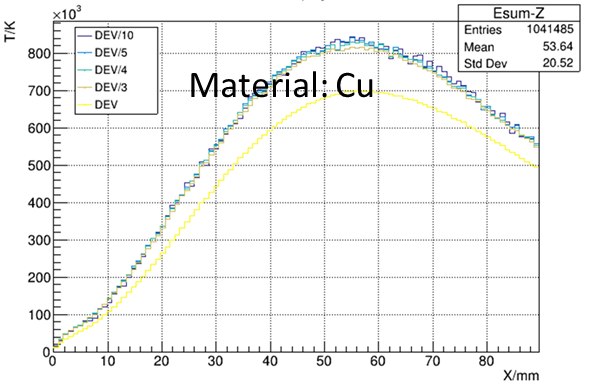 ×10³
T/K
Esum-Z
Entries 1041485
Mean 53.64
Std Dev 20.52
DEV/10
DEV/5
DEV/4
DEV/3
DEV
Material: Cu
800
700
600
500
400
300
200
100
0
0 10 20 30 40 50 60 70 80
X/mm